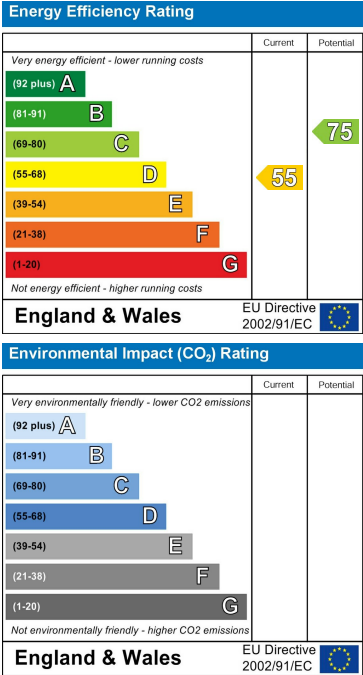 Energy Efficiency Rating
Current Potential
Very energy efficient - lower running costs
(92 plus) A
(81-91) B
(69-80) C
75
(55-68) D
55
(39-54) E
(21-38) F
(1-20) G
Not energy efficient - higher running costs
England & Wales
EU Directive
2002/91/EC
Environmental Impact (CO₂) Rating
Current Potential
Very environmentally friendly - lower CO2 emissions
(92 plus) A
(81-91) B
(69-80) C
(55-68) D
(39-54) E
(21-38) F
(1-20) G
Not environmentally friendly - higher CO2 emissions
England & Wales
EU Directive
2002/91/EC